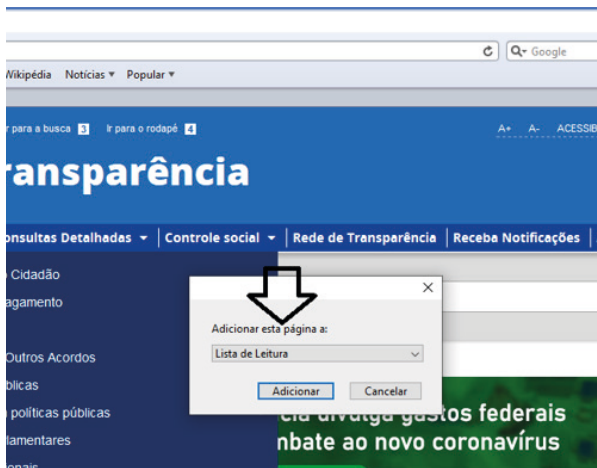 Google
Wikipédia Notícias Popular
r para a busca 3 Ir para o rodapé 4
A+ A- ACESSIB
ransparência
onsultas Detalhadas Controle social Rede de Transparência Receba Notificações
o Cidadão
agamento
Adicionar esta página a:
Lista de Leitura
Outros Acordos
blicas
Adicionar Cancelar
políticas públicas
cia divulga gastos federais
lamentares
mbate ao novo coronavírus
onais